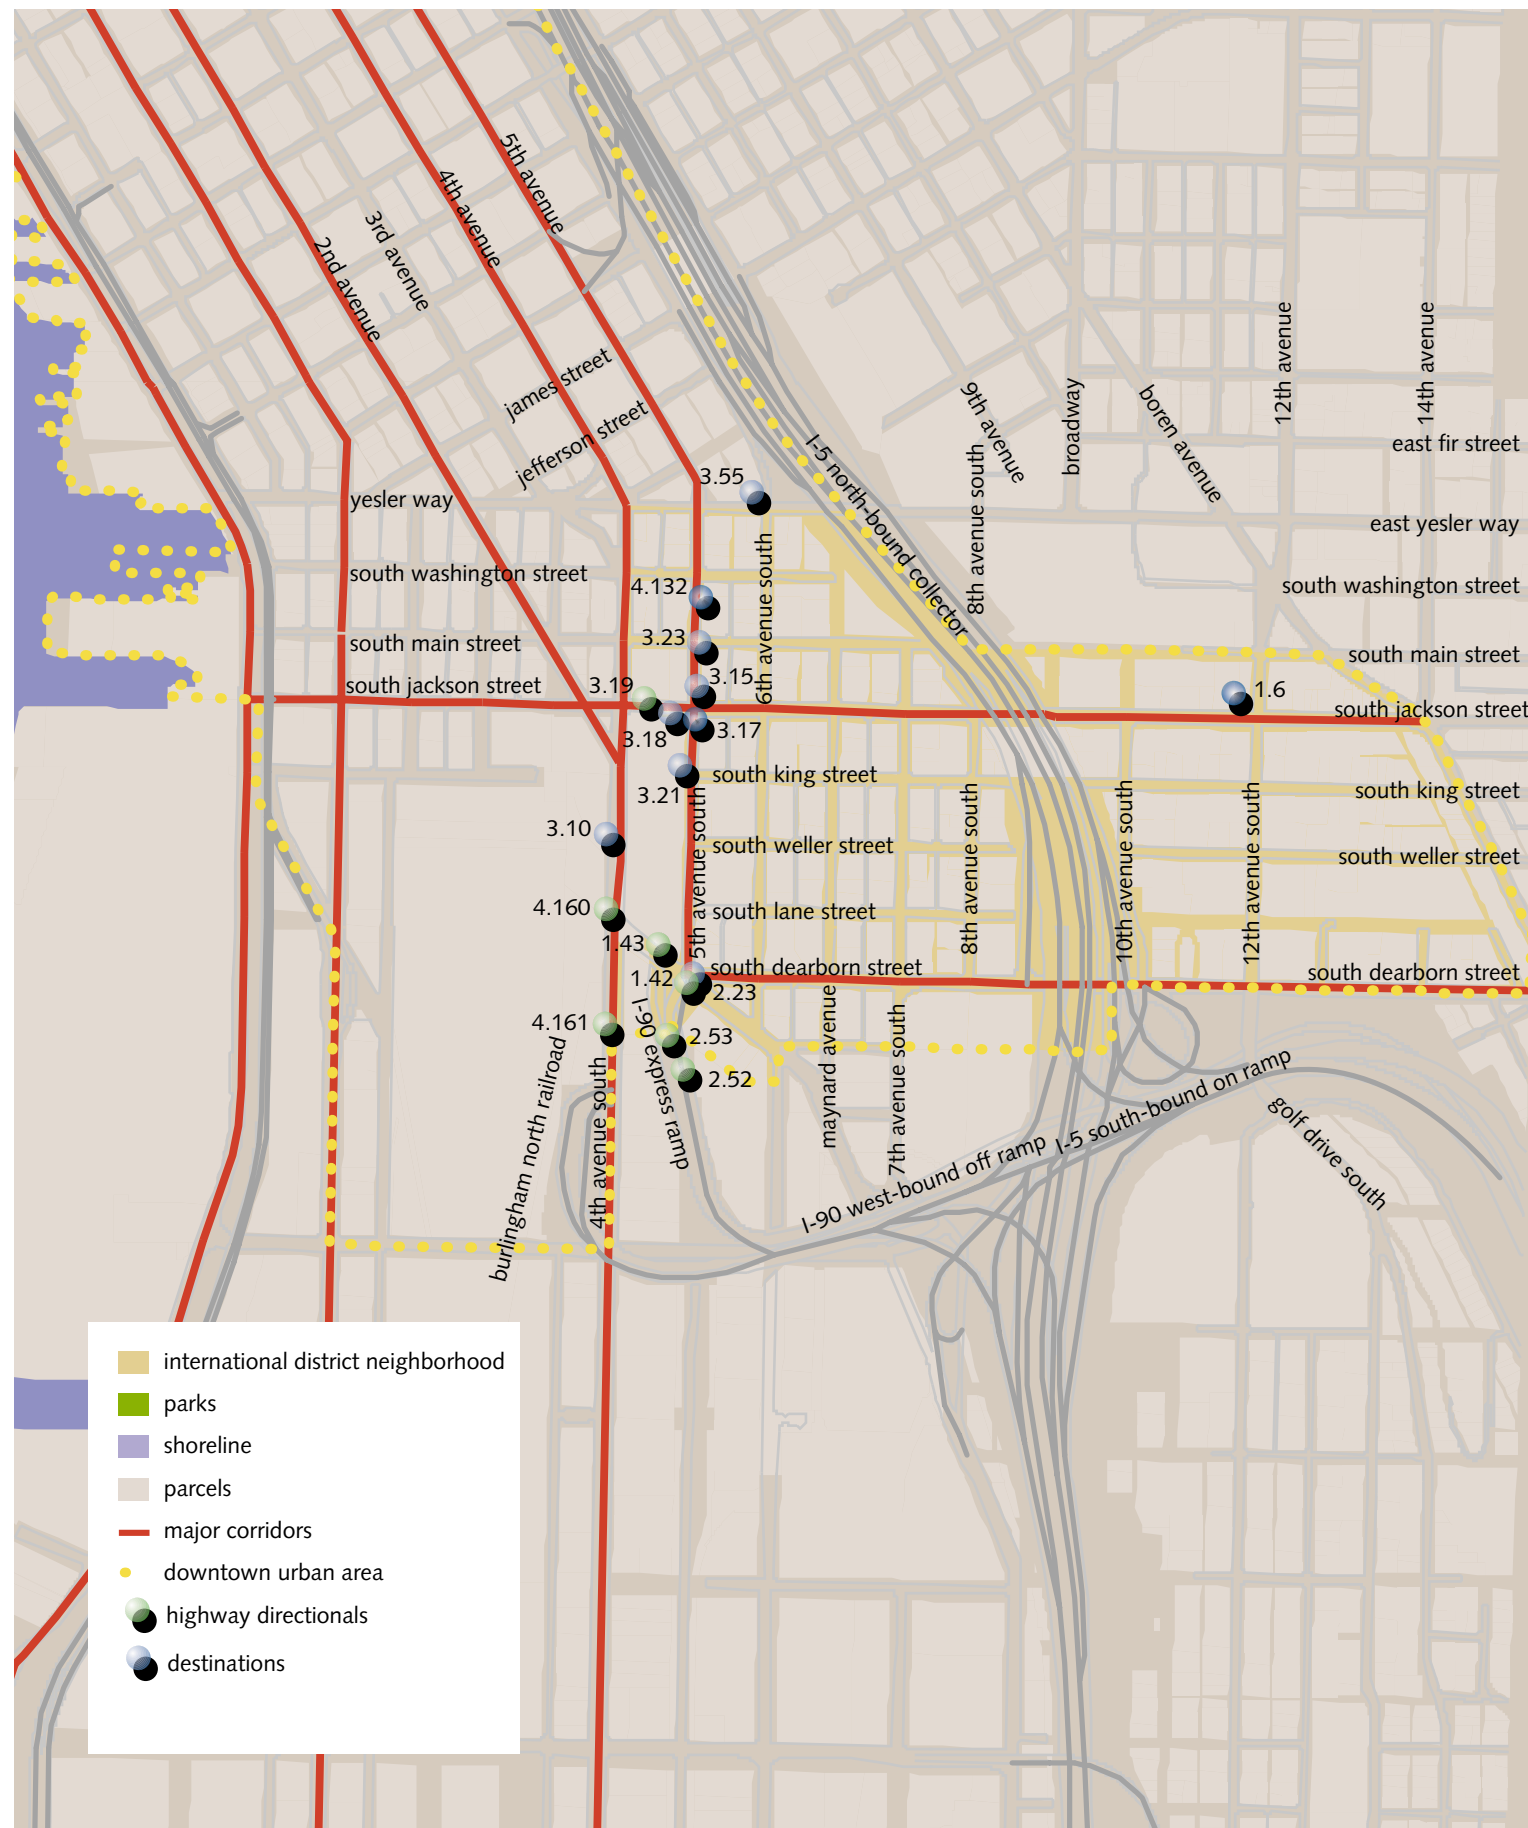 5th avenue
4th avenue
3rd avenue
2nd avenue
james street
jefferson street
9th avenue
broadway
boren avenue
12th avenue
14th avenue
east fir street
I-5 north-bound collector
8th avenue south
3.55
yesler way
east yesler way
6th avenue south
south washington street
4.132
south washington street
south main street
3.23
south main street
south jackson street
3.19
3.15
1.6
south jackson street
3.18
3.17
south king street
3.21
south king street
5th avenue south
8th avenue south
10th avenue south
12th avenue south
3.10
south weller street
south weller street
4.160
south lane street
1.43
1.42
south dearborn street
south dearborn street
2.23
4.161
2.53
2.52
I-90 express ramp
burlingham north railroad
4th avenue south
maynard avenue
7th avenue south
I-90 west-bound off ramp
I-5 south-bound on ramp
golf drive south
international district neighborhood
parks
shoreline
parcels
major corridors
downtown urban area
highway directionals
destinations